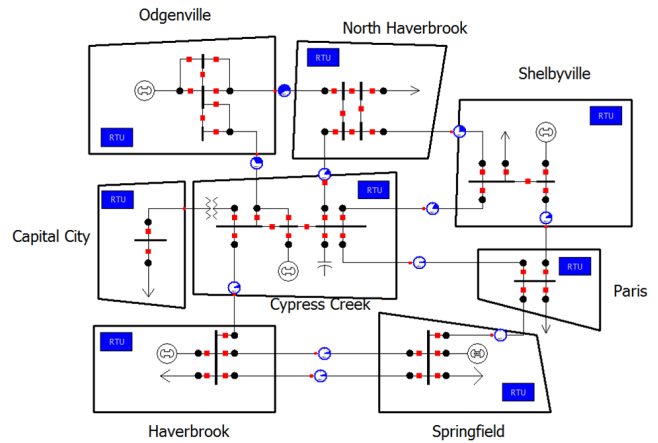 Odgenville
North Haverbrook
Shelbyville
RTU
RTU
RTU
RTU
RTU
Capital City
RTU
Paris
Cypress Creek
RTU
RTU
Haverbrook
Springfield